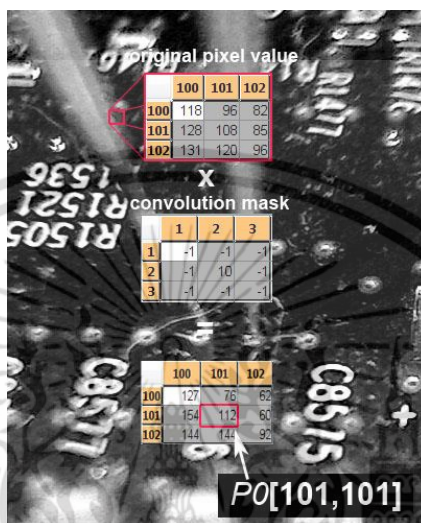 original pixel value
100 101 102
100 118 96 82
101 128 108 85
102 131 120 96
X
convolution mask
1 2 3
1 -1 -1 -1
2 -1 10 -1
3 -1 -1 -1
=
100 101 102
100 127 76 62
101 154 112 60
102 144 144 92
P0[101,101]
R1477
1536
R1521
R1505
C8577
C8515
+